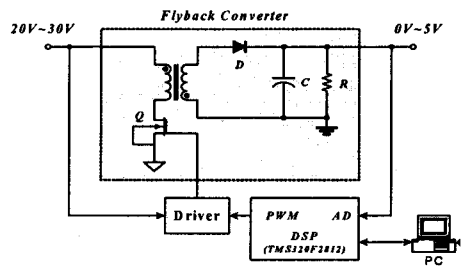 Flyback Converter
20V~30V
0V~5V
D
C
R
Q
Driver
PWM
AD
DSP
(TMS320F2812)
PC